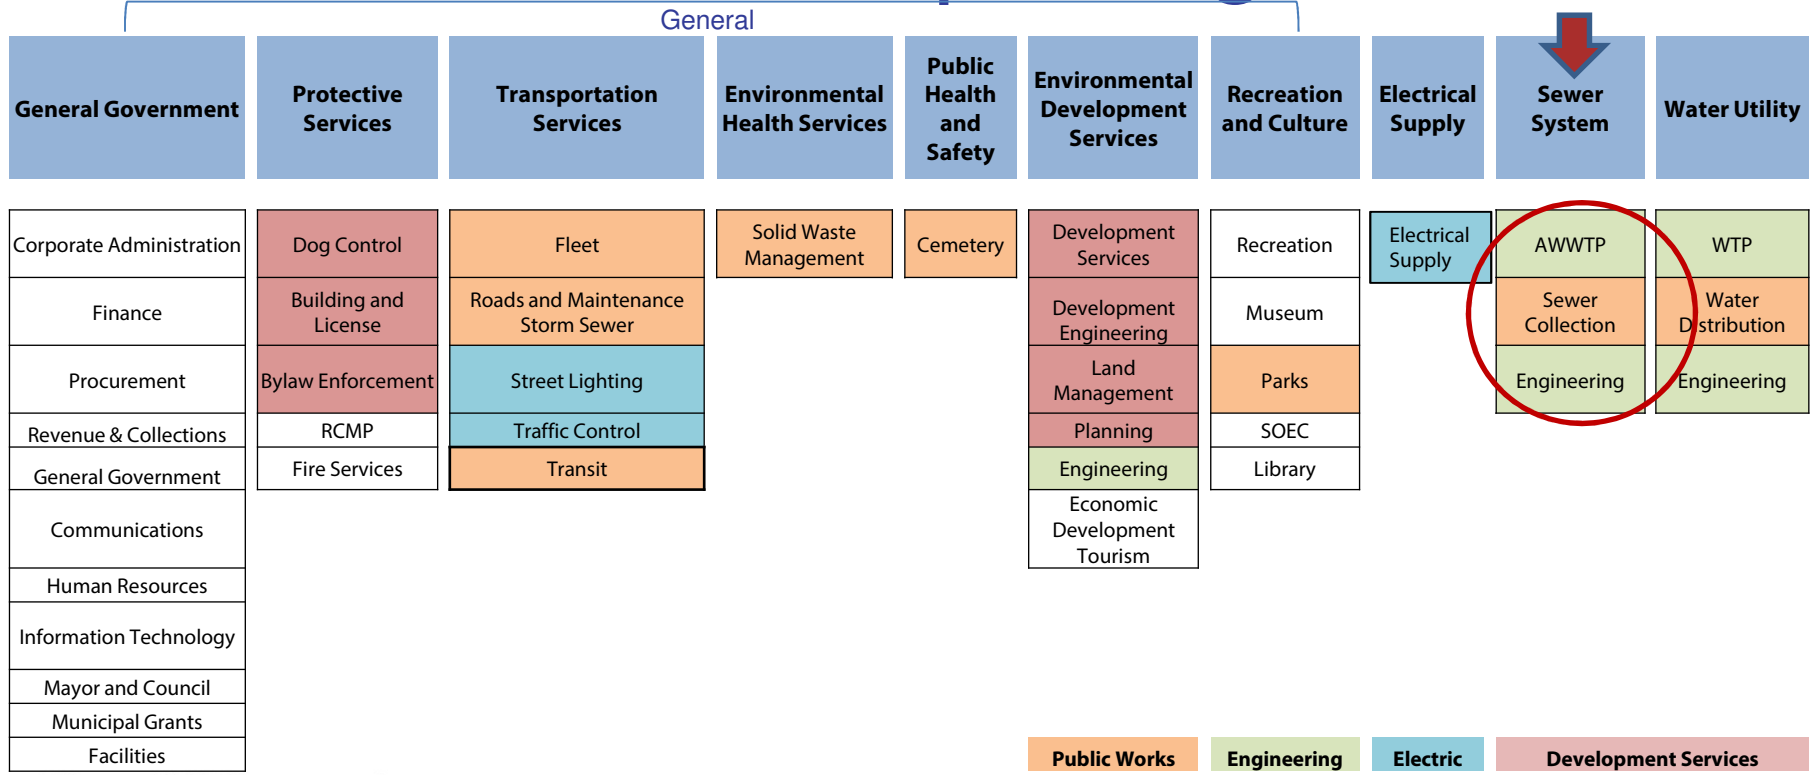 General
General Government
Protective
Services
Transportation
Services
Environmental
Health Services
Public
Health
and
Safety
Environmental
Development
Services
Recreation
and Culture
Electrical
Supply
Sewer
System
Water Utility
Corporate Administration
Finance
Procurement
Revenue & Collections
General Government
Communications
Human Resources
Information Technology
Mayor and Council
Municipal Grants
Facilities
Dog Control
Building and
License
Bylaw Enforcement
RCMP
Fire Services
Fleet
Roads and Maintenance
Storm Sewer
Street Lighting
Traffic Control
Transit
Solid Waste
Management
Cemetery
Development
Services
Development
Engineering
Land
Management
Planning
Engineering
Economic
Development
Tourism
Recreation
Museum
Parks
SOEC
Library
Electrical
Supply
AWWTP
Sewer
Collection
Engineering
WTP
Water
Distribution
Engineering
Public Works
Engineering
Electric
Development Services